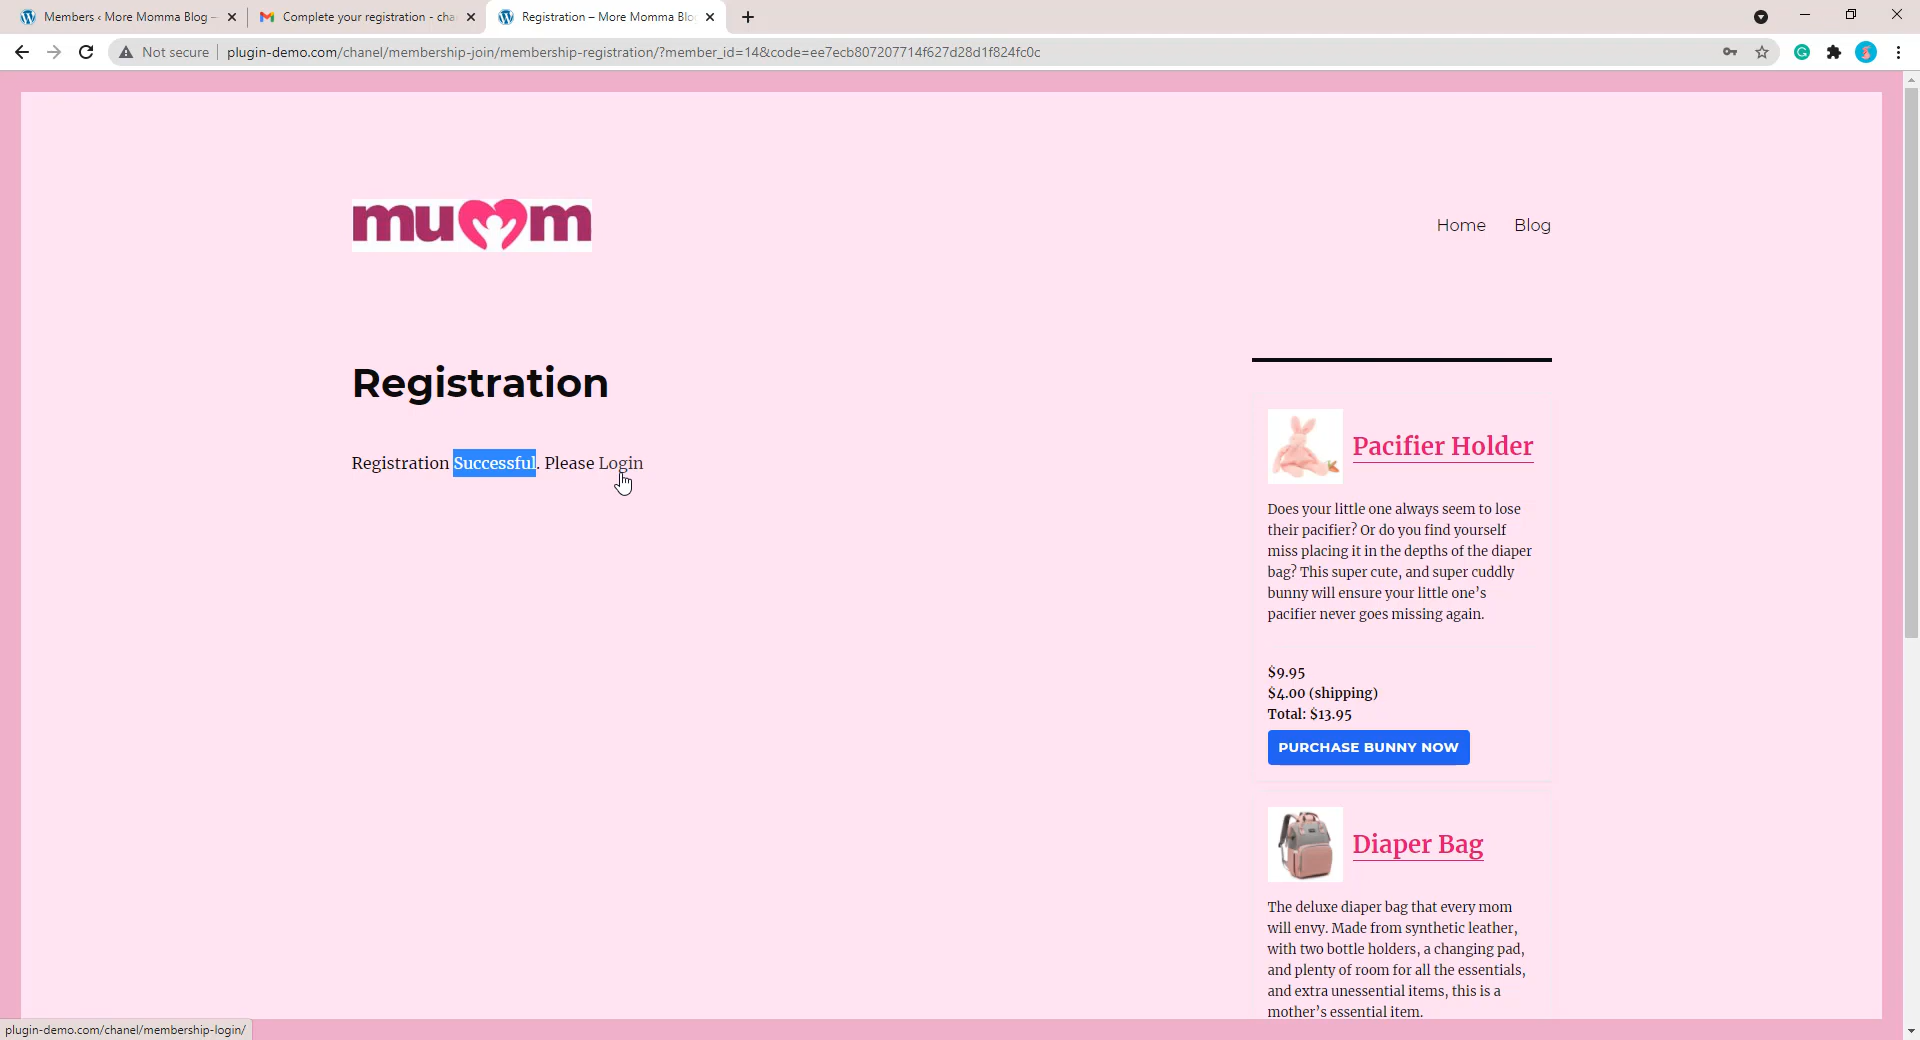 Members ‹ More Momma Blog –
Complete your registration - cha
Registration – More Momma Blo
Not secure
plugin-demo.com/chanel/membership-join/membership-registration/?member_id=14&code=ee7ecb807207714f627d28d1f824fc0c
mumm
Home
Blog
Registration
Registration Successful. Please Login
Pacifier Holder
Does your little one always seem to lose
their pacifier? Or do you find yourself
miss placing it in the depths of the diaper
bag? This super cute, and super cuddly
bunny will ensure your little one’s
pacifier never goes missing again.
$9.95
$4.00 (shipping)
Total: $13.95
PURCHASE BUNNY NOW
Diaper Bag
The deluxe diaper bag that every mom
will envy. Made from synthetic leather,
with two bottle holders, a changing pad,
and plenty of room for all the essentials,
and extra unessential items, this is a
mother’s essential item.
plugin-demo.com/chanel/membership-login/